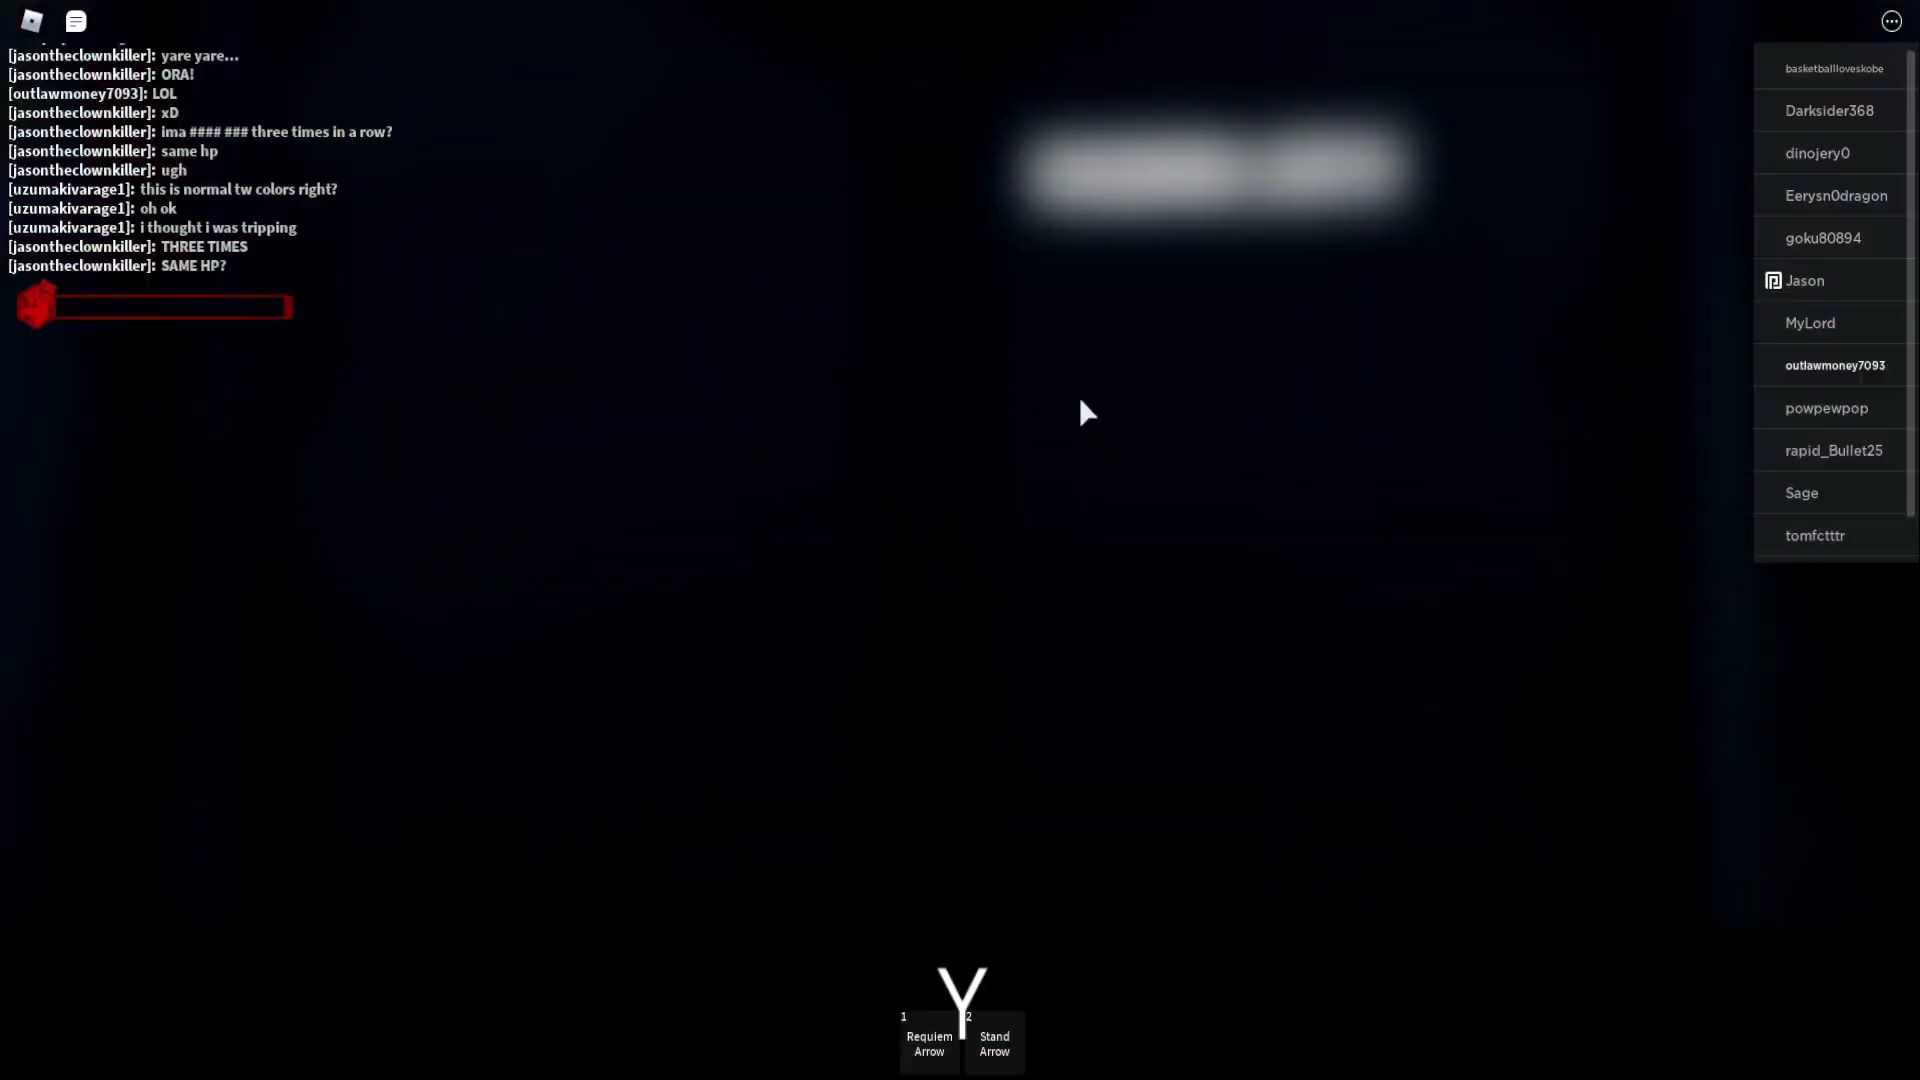 [jasontheclownkiller]: yare yare...
[jasontheclownkiller]: ORA!
[outlawmoney7093]: LOL
[jasontheclownkiller]: xD
[jasontheclownkiller]: ima #### ### three times in a row?
[jasontheclownkiller]: same hp
[jasontheclownkiller]: ugh
[uzumakivarage1]: this is normal tw colors right?
[uzumakivarage1]: oh ok
[uzumakivarage1]: i thought i was tripping
[jasontheclownkiller]: THREE TIMES
[jasontheclownkiller]: SAME HP?
basketballloveskobe
Darksider368
dinojery0
Eerysn0dragon
goku80894
Jason
MyLord
outlawmoney7093
powpewpop
rapid_Bullet25
Sage
tomfctttr
Y
1
Requiem
Arrow
2
Stand
Arrow